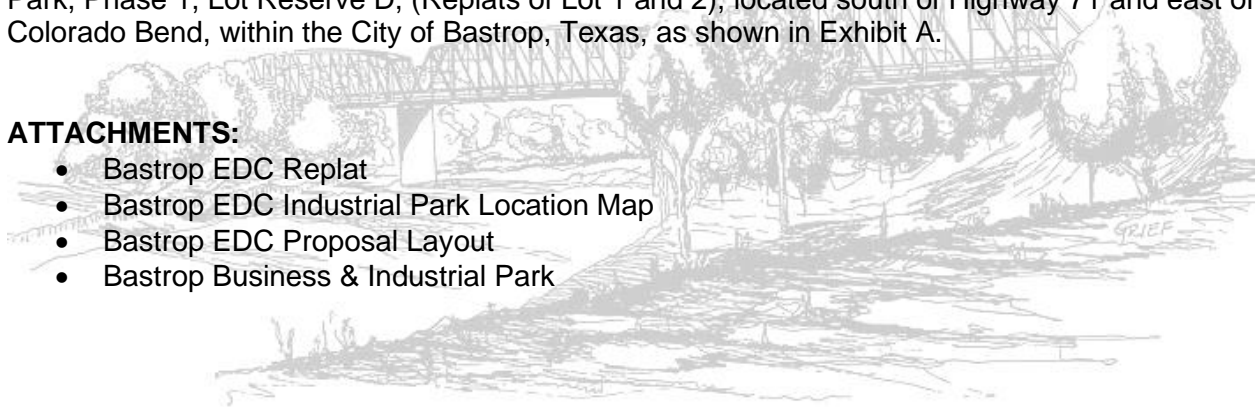 Park, Phase 1, Lot Reserve D, (Replats of Lot 1 and 2), located south of Highway 71 and east of
Colorado Bend, within the City of Bastrop, Texas, as shown in Exhibit A.
ATTACHMENTS:
• Bastrop EDC Replat
• Bastrop EDC Industrial Park Location Map
• Bastrop EDC Proposal Layout
• Bastrop Business & Industrial Park
GRIEF